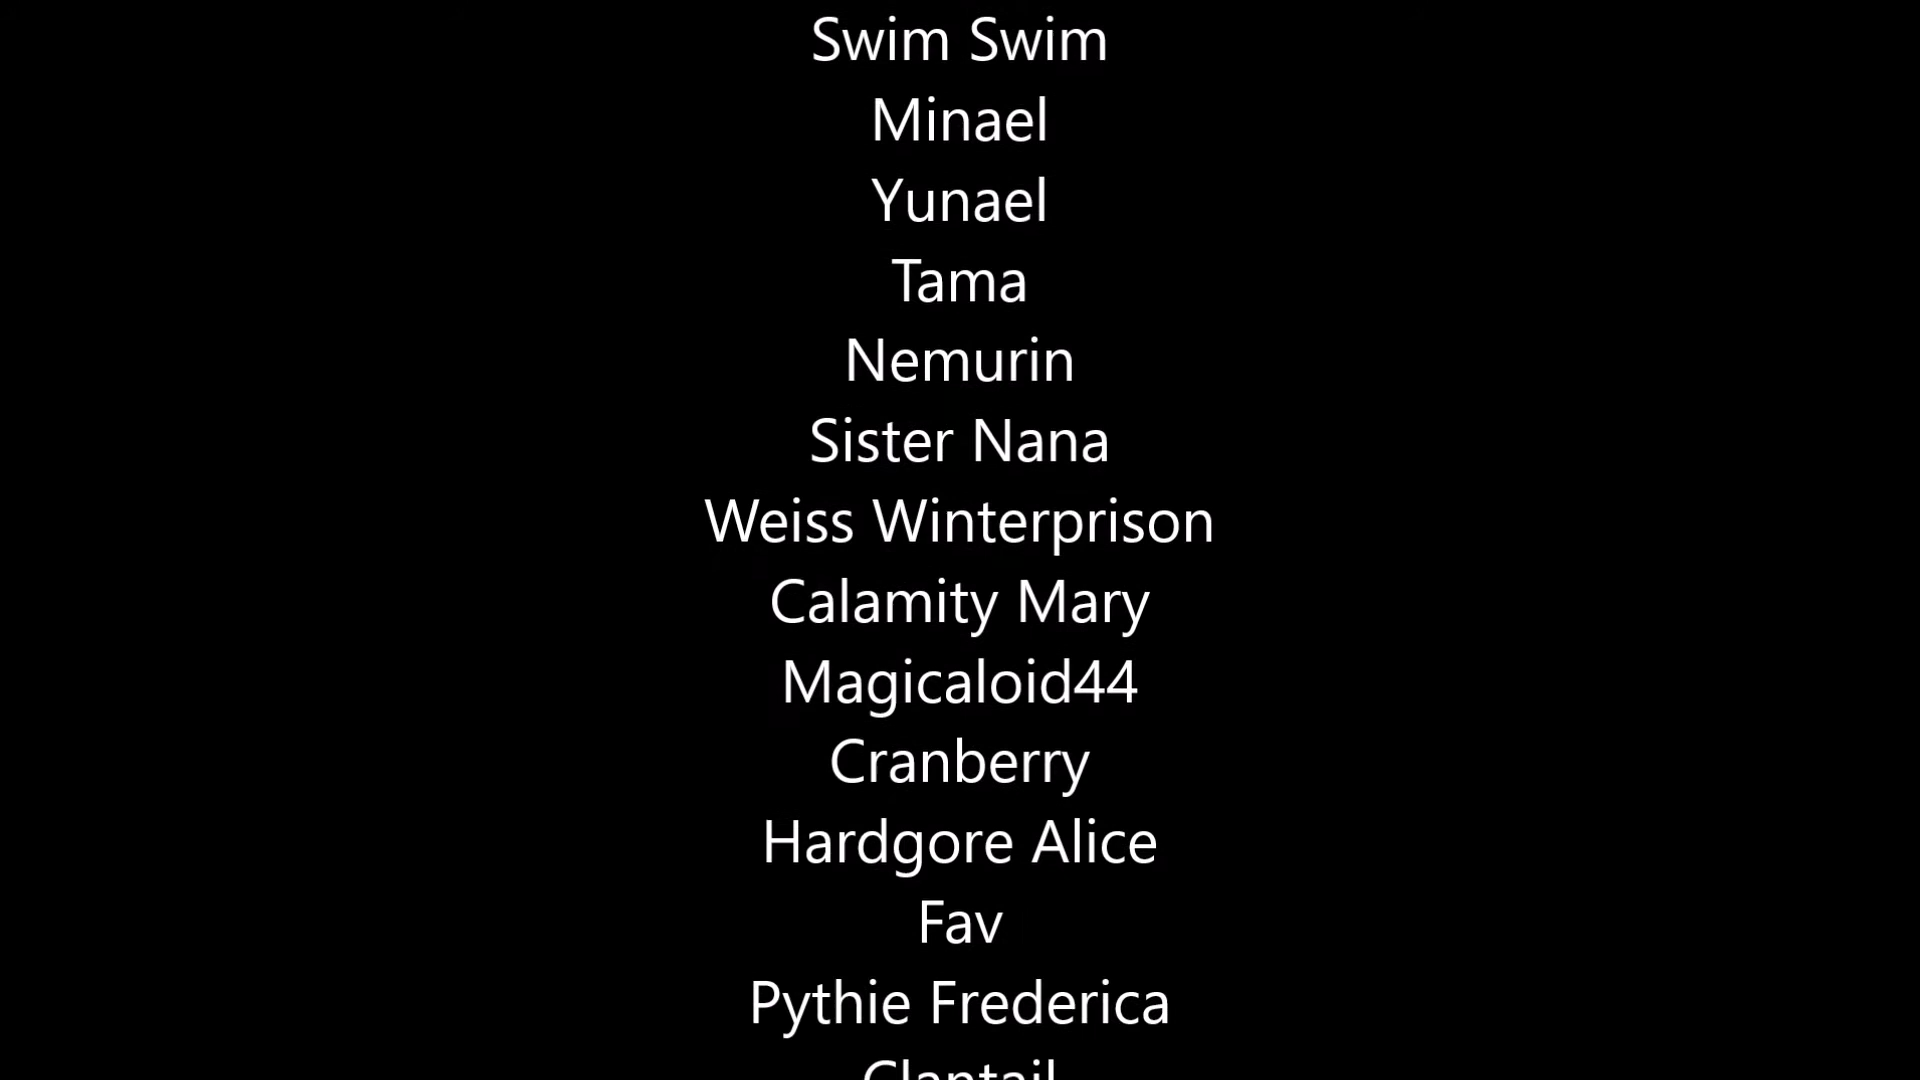 Swim Swim
Minael
Yunael
Tama
Nemurin
Sister Nana
Weiss Winterprison
Calamity Mary
Magicaloid44
Cranberry
Hardgore Alice
Fav
Pythie Frederica
Clantail